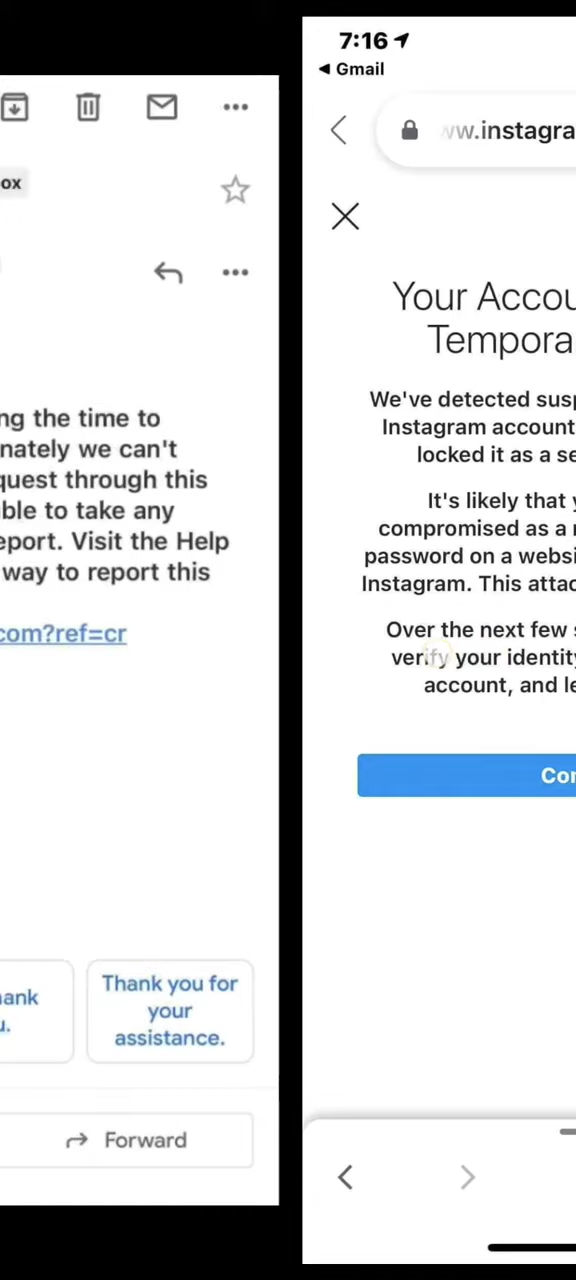 ox
ng the time to
nately we can't
quest through this
ble to take any
eport. Visit the Help
way to report this
com?ref=cr
ank
u.
Thank you for
your
assistance.
Forward
7:16
Gmail
ww.instagra
Your Accou
Tempora
We've detected susp
Instagram account
locked it as a se
It's likely that y
compromised as a r
password on a websi
Instagram. This attac
Over the next few s
verify your identity
account, and le
Con